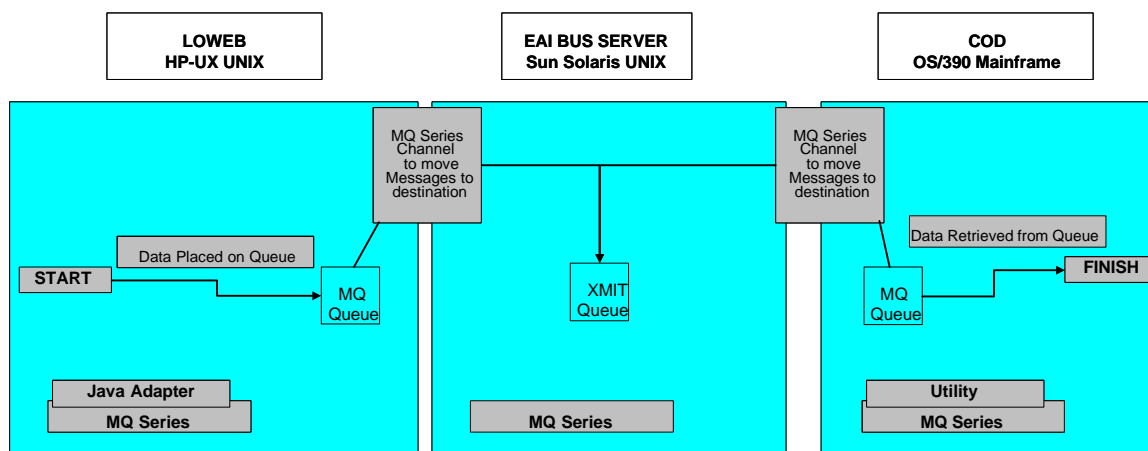 LOWEB
HP-UX UNIX
EAI BUS SERVER
Sun Solaris UNIX
COD
OS/390 Mainframe
MQ Series
Channel
to move
Messages to
destination
MQ Series
Channel
to move
Messages to
destination
Data Placed on Queue
START
MQ
Queue
XMIT
Queue
Data Retrieved from Queue
FINISH
MQ
Queue
Java Adapter
MQ Series
MQ Series
Utility
MQ Series